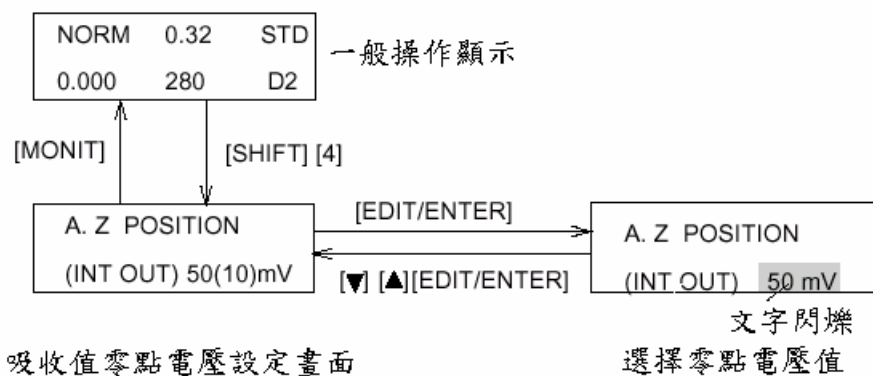 NORM 0.32 STD
0.000 280 D2
一般操作顯示
[MONIT]
[SHIFT] [4]
A. Z POSITION
(INT OUT) 50(10)mV
[EDIT/ENTER]
[▼] [▲][EDIT/ENTER]
A. Z POSITION
(INT OUT) 50 mV
文字閃爍
吸收值零點電壓設定畫面
選擇零點電壓值